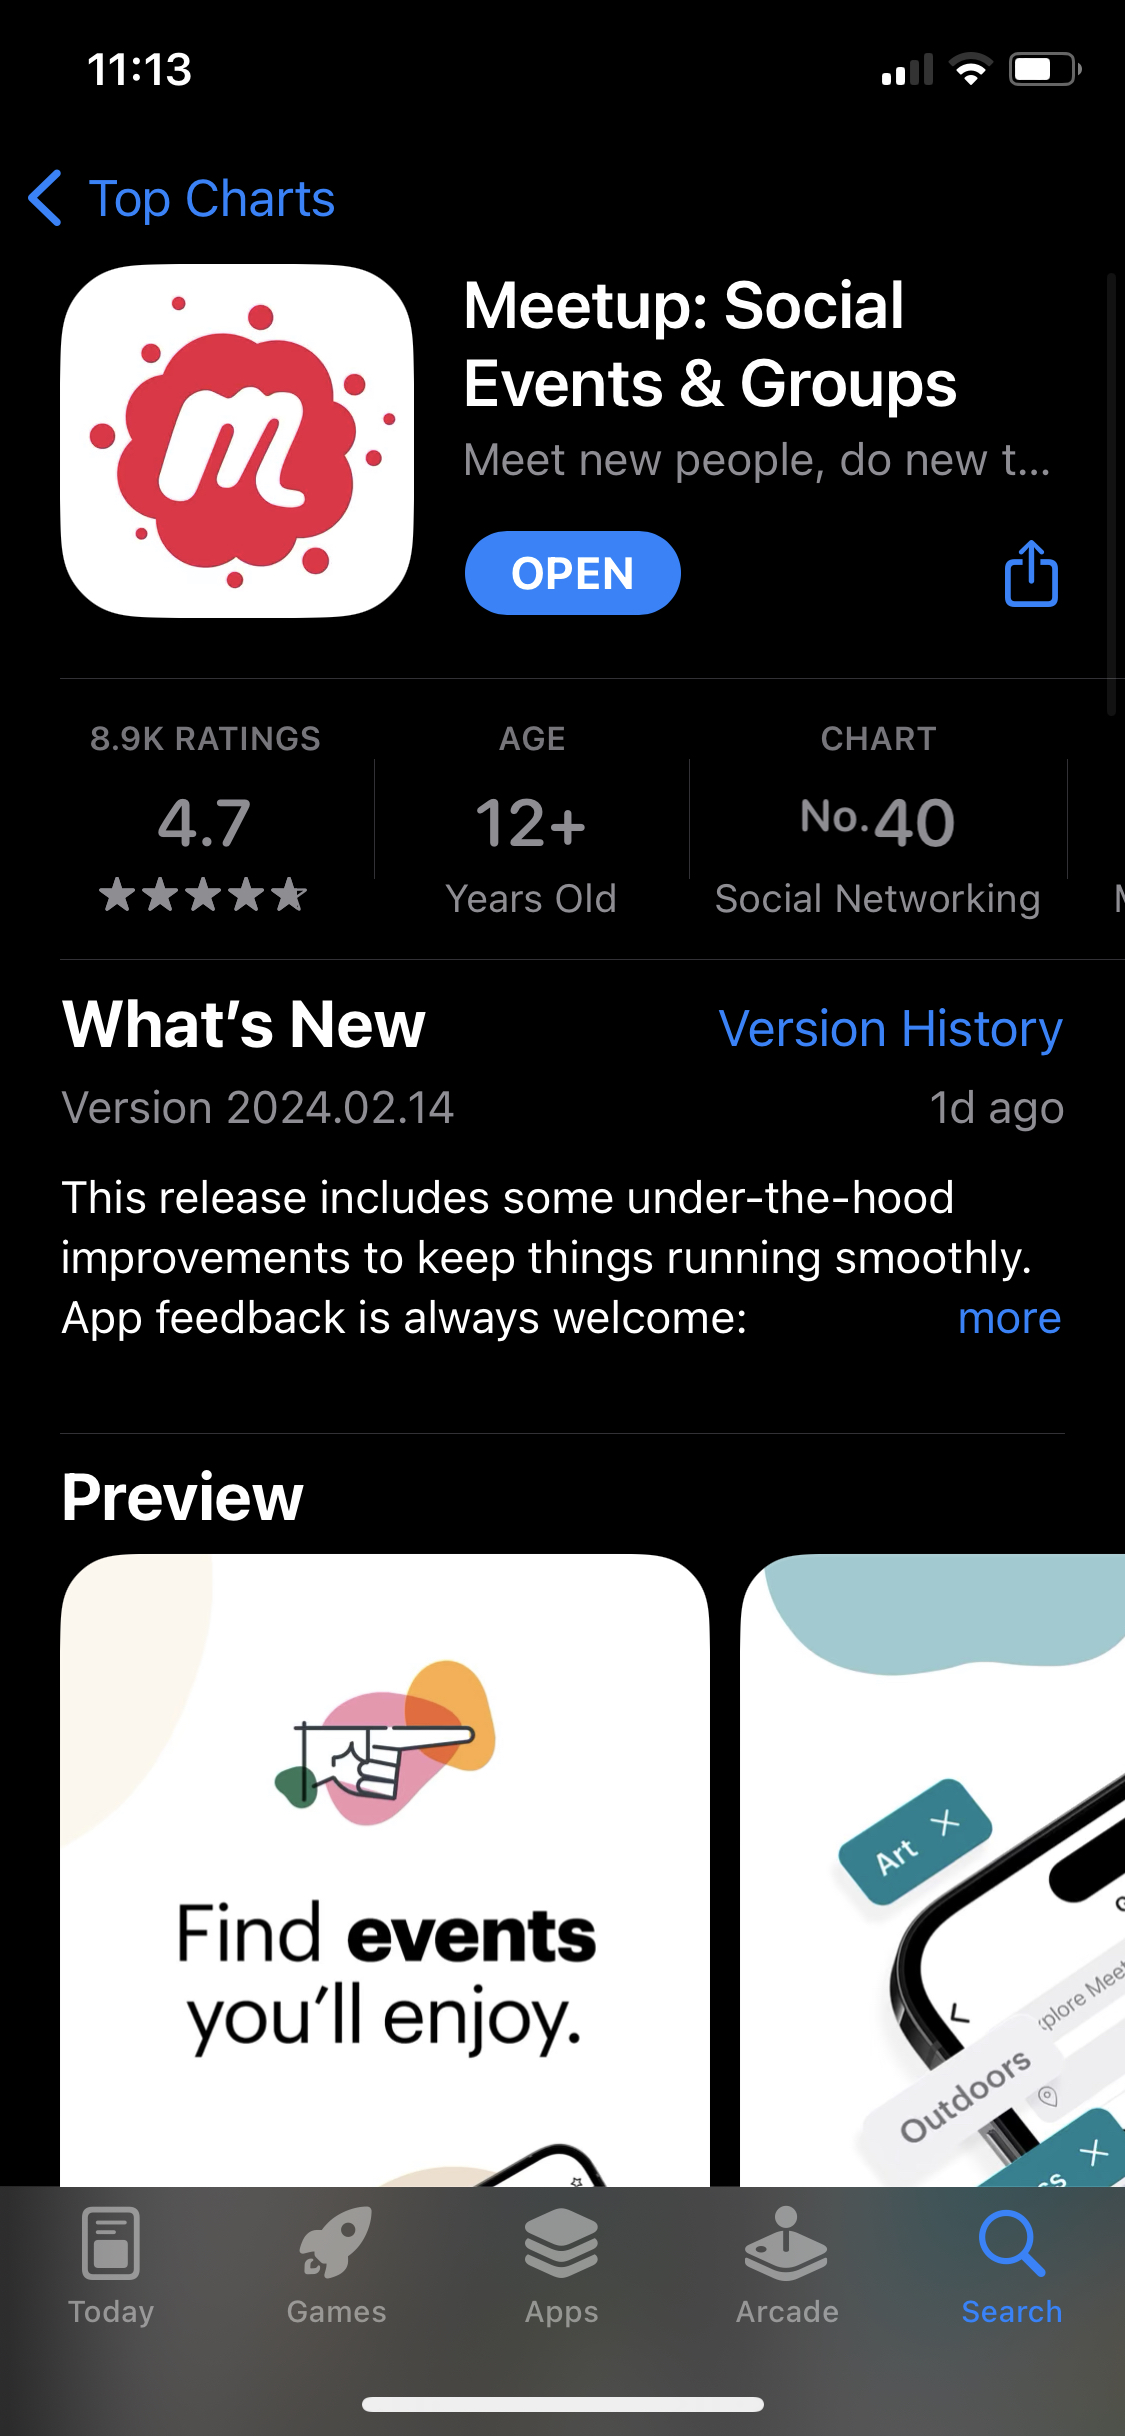 11:13
Top Charts
Meetup: Social
Events & Groups
Meet new people, do new t...
OPEN
8.9K RATINGS
4.7
AGE
12+
Years Old
CHART
No.40
Social Networking
What's New
Version History
Version 2024.02.14
1d ago
This release includes some under-the-hood
improvements to keep things running smoothly.
App feedback is always welcome:
more
Preview
Find events
you'll enjoy.
Art
Outdoors
Today
Games
Apps
Arcade
Search